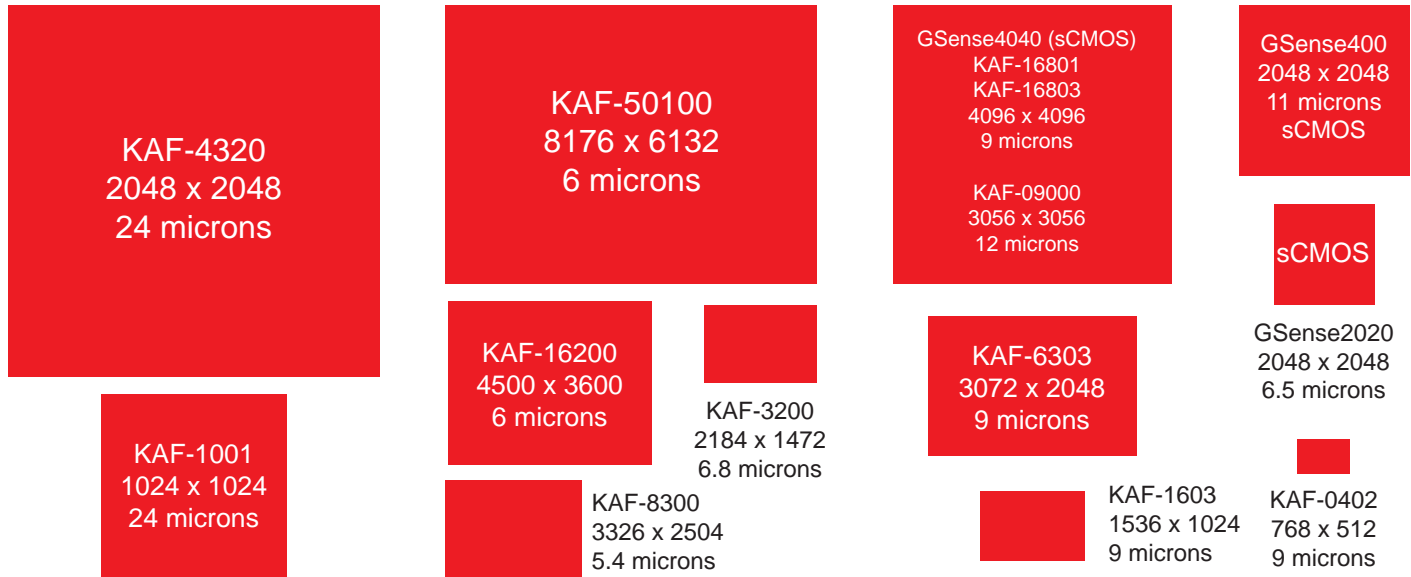 KAF-4320
2048 x 2048
24 microns
KAF-1001
1024 x 1024
24 microns
KAF-50100
8176 x 6132
6 microns
KAF-16200
4500 x 3600
6 microns
KAF-3200
2184 x 1472
6.8 microns
KAF-8300
3326 x 2504
5.4 microns
GSense4040 (sCMOS)
KAF-16801
KAF-16803
4096 x 4096
9 microns
KAF-09000
3056 x 3056
12 microns
KAF-6303
3072 x 2048
9 microns
KAF-1603
1536 x 1024
9 microns
GSense400
2048 x 2048
11 microns
sCMOS
sCMOS
GSense2020
2048 x 2048
6.5 microns
KAF-0402
768 x 512
9 microns